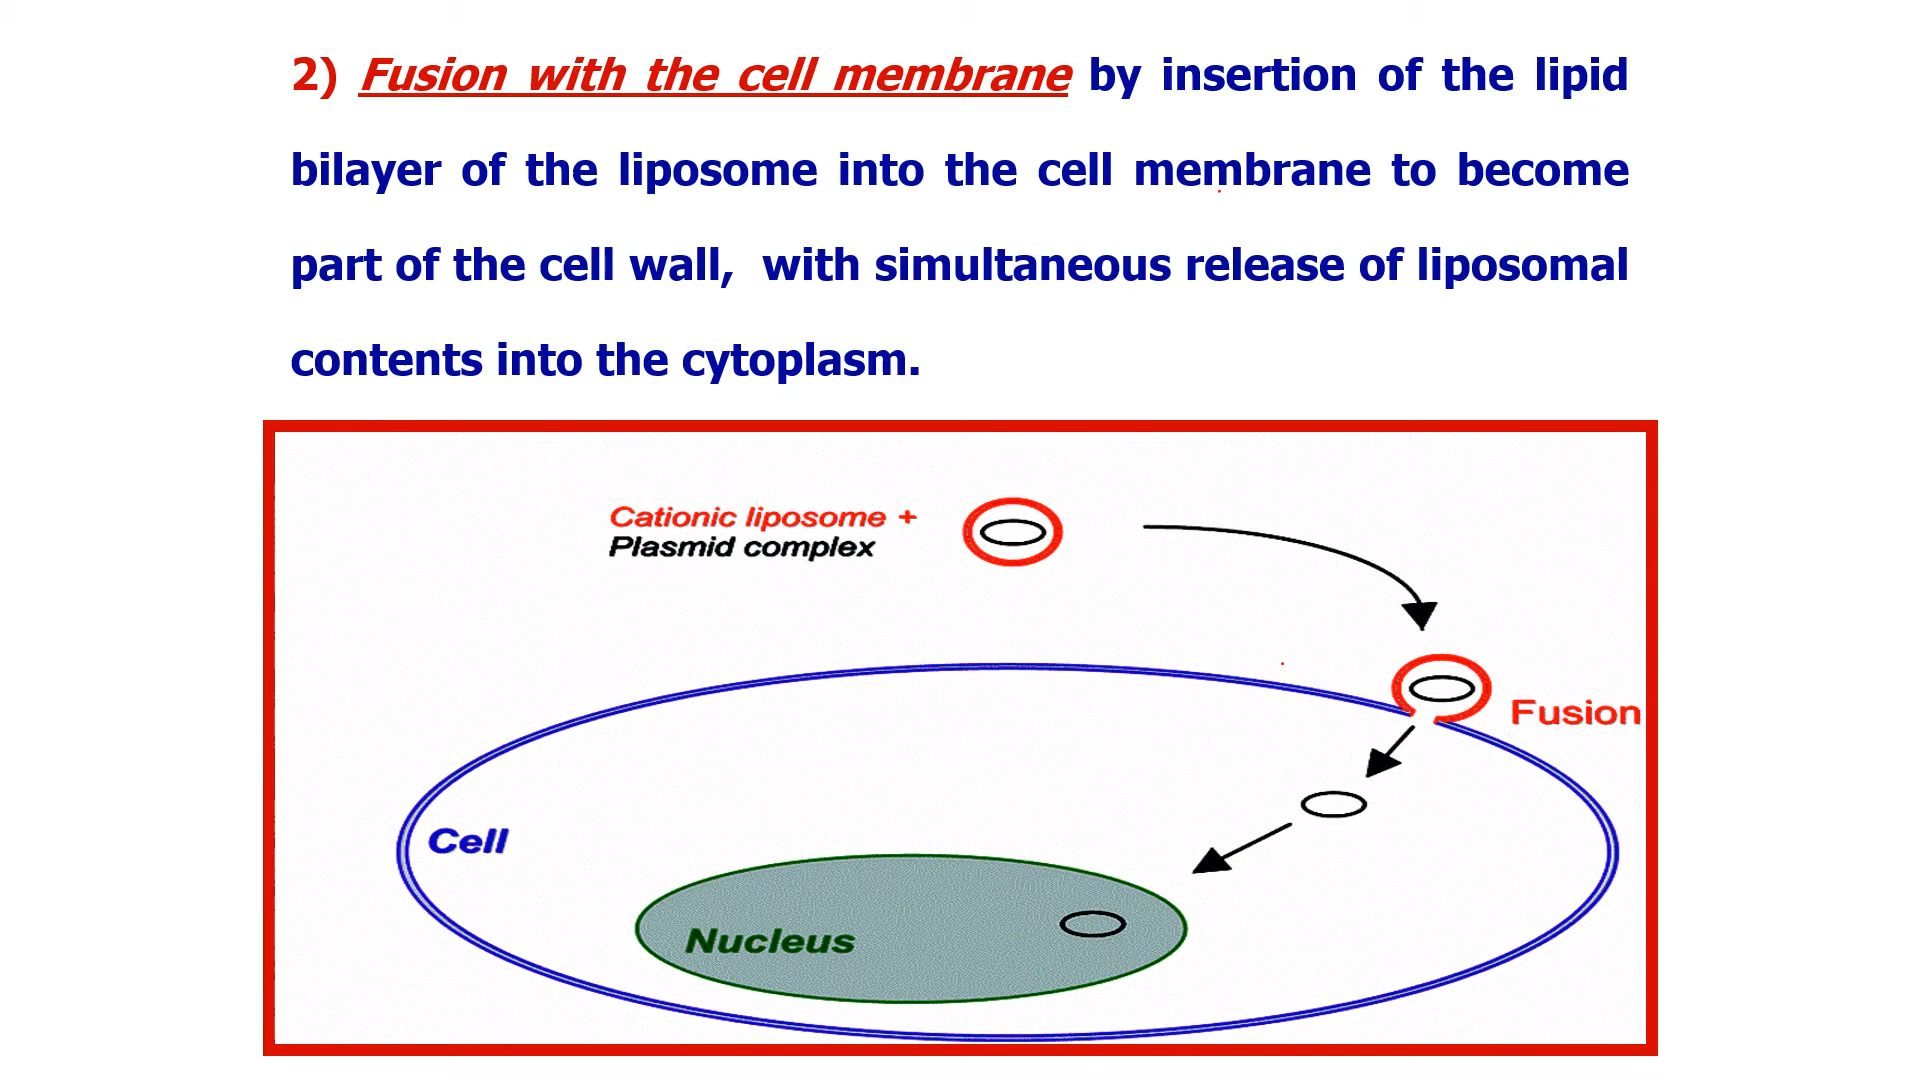 2) Fusion with the cell membrane by insertion of the lipid
bilayer of the liposome into the cell membrane to become
part of the cell wall, with simultaneous release of liposomal
contents into the cytoplasm.
Cationic liposome +
Plasmid complex
Fusion
Cell
Nucleus